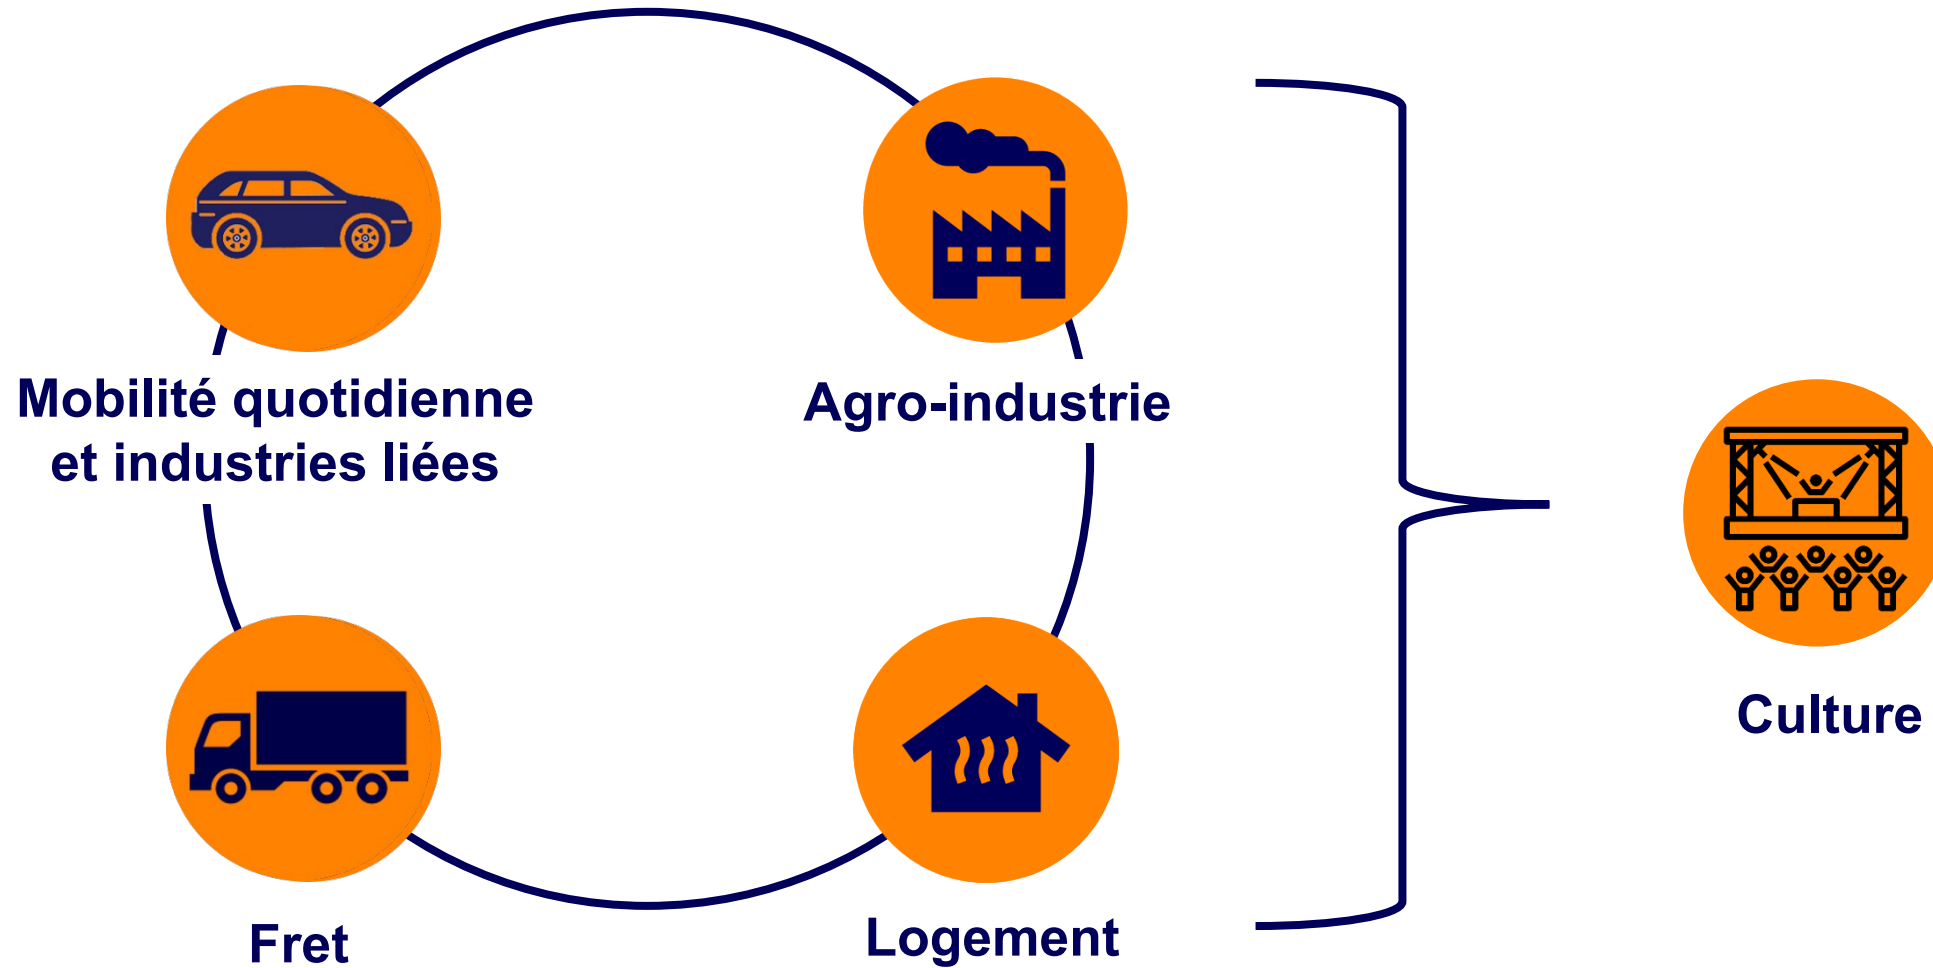 Mobilité quotidienne
et industries liées
Agro-industrie
Culture
Fret
Logement